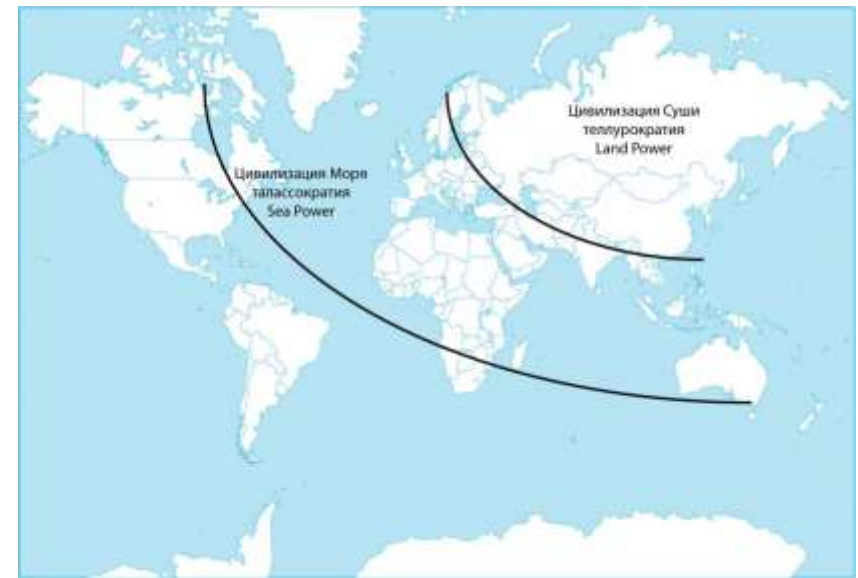 Цивилизация Суши
теллурократия
Land Power
Цивилизация Моря
талассократия
Sea Power